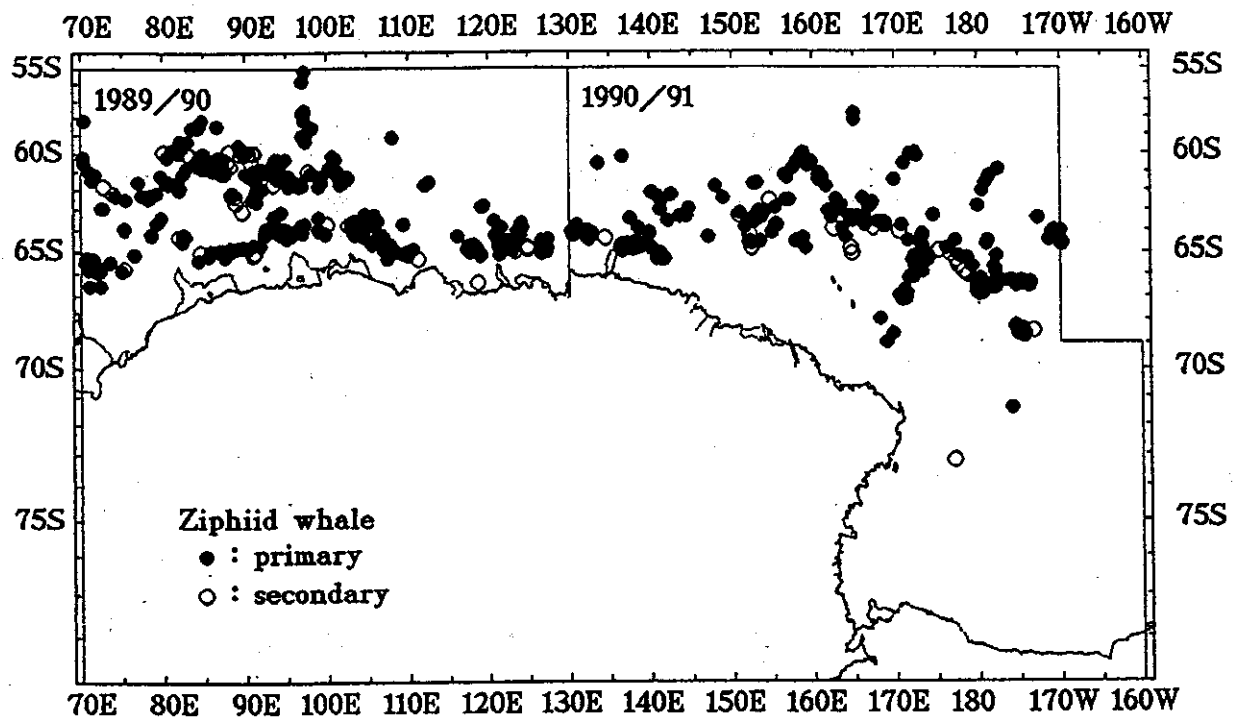 70E 80E 90E 100E 110E 120E 130E 140E 150E 160E 170E 180 170W 160W
55S 55S
1989/90 1990/91
60S 60S
65S 65S
70S 70S
75S 75S
Ziphiid whale
● : primary
○ : secondary
70E 80E 90E 100E 110E 120E 130E 140E 150E 160E 170E 180 170W 160W